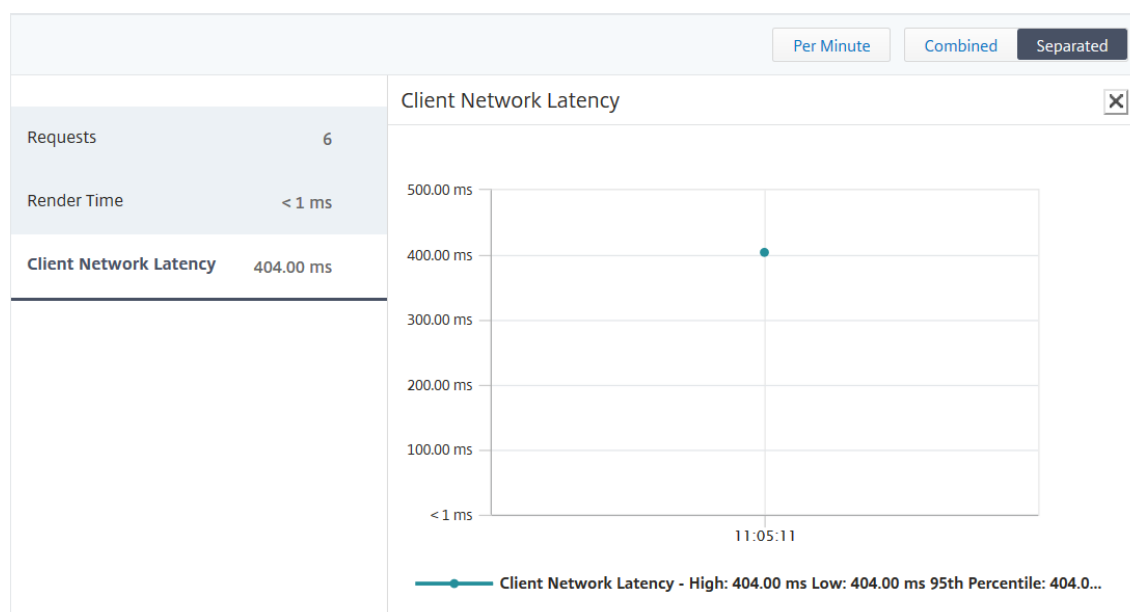 Per Minute Combined Separated
Client Network Latency
Requests 6
Render Time < 1 ms
Client Network Latency 404.00 ms
500.00 ms
400.00 ms
300.00 ms
200.00 ms
100.00 ms
< 1 ms
11:05:11
Client Network Latency - High: 404.00 ms Low: 404.00 ms 95th Percentile: 404.0...